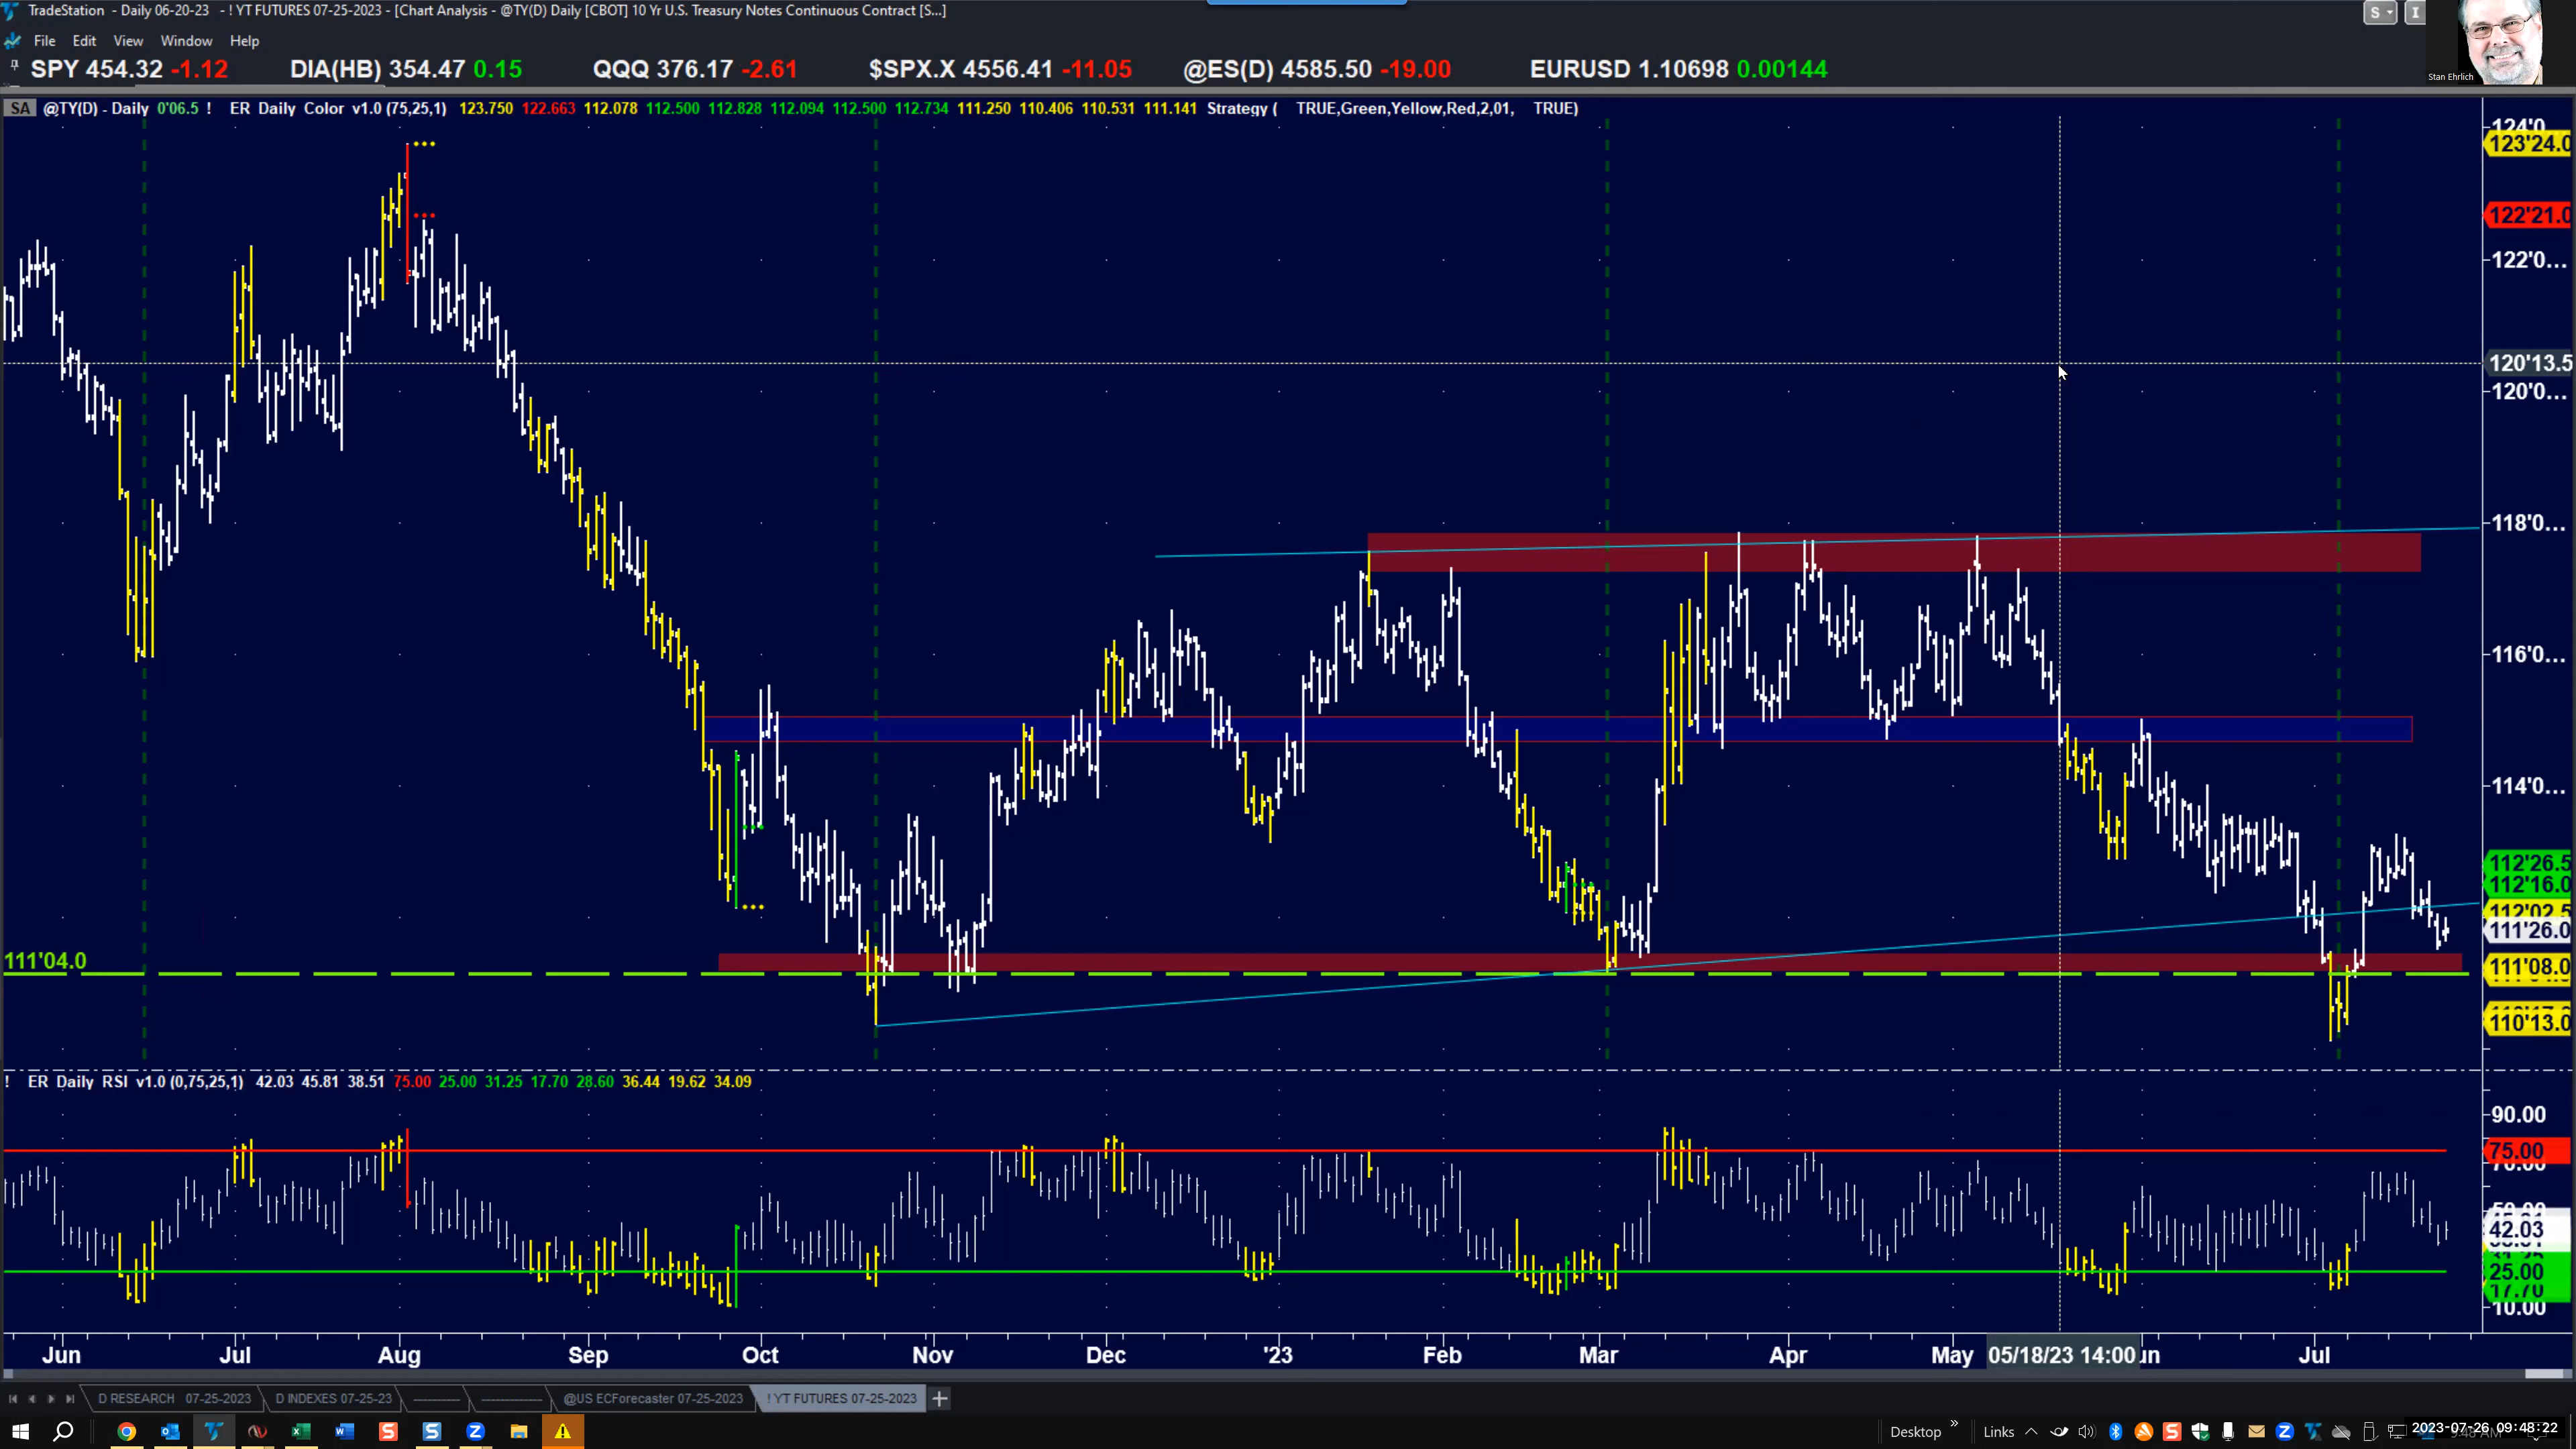 TradeStation - Daily 06-20-23 - ! YT FUTURES 07-25-2023 - [Chart Analysis - @TY(D) Daily [CBOT] 10 Yr U.S. Treasury Notes Continuous Contract [S...]
S I
File Edit View Window Help
SPY 454.32 -1.12 DIA(HB) 354.47 0.15 QQQ 376.17 -2.61 $SPX.X 4556.41 -11.05 @ES(D) 4585.50 -19.00 EURUSD 1.10698 0.00144
Stan Ehrlich
SA @TY(D) - Daily 0'06.5 ! ER Daily Color v1.0 (75,25,1) 123.750 122.663 112.078 112.500 112.828 112.094 112.500 112.734 111.250 110.406 110.531 111.141 Strategy ( TRUE,Green,Yellow,Red,2,01, TRUE)
124'0
123'24.0
122'21.0
122'0...
120'13.5
120'0...
118'0...
116'0...
114'0...
112'26.5
112'16.0
112'02.5
111'26.0
111'04.0
111'08.0
110'13.0
! ER Daily RSI v1.0 (0,75,25,1) 42.03 45.81 38.51 75.00 25.00 31.25 17.70 28.60 36.44 19.62 34.09
90.00
75.00
42.03
25.00
17.70
10.00
Jun Jul Aug Sep Oct Nov Dec '23 Feb Mar Apr May 05/18/23 14:00 un Jul
D RESEARCH 07-25-2023 D INDEXES 07-25-23 @US ECForecaster 07-25-2023 ! YT FUTURES 07-25-2023 +
Desktop » Links 2023-07-26, 09:48:22